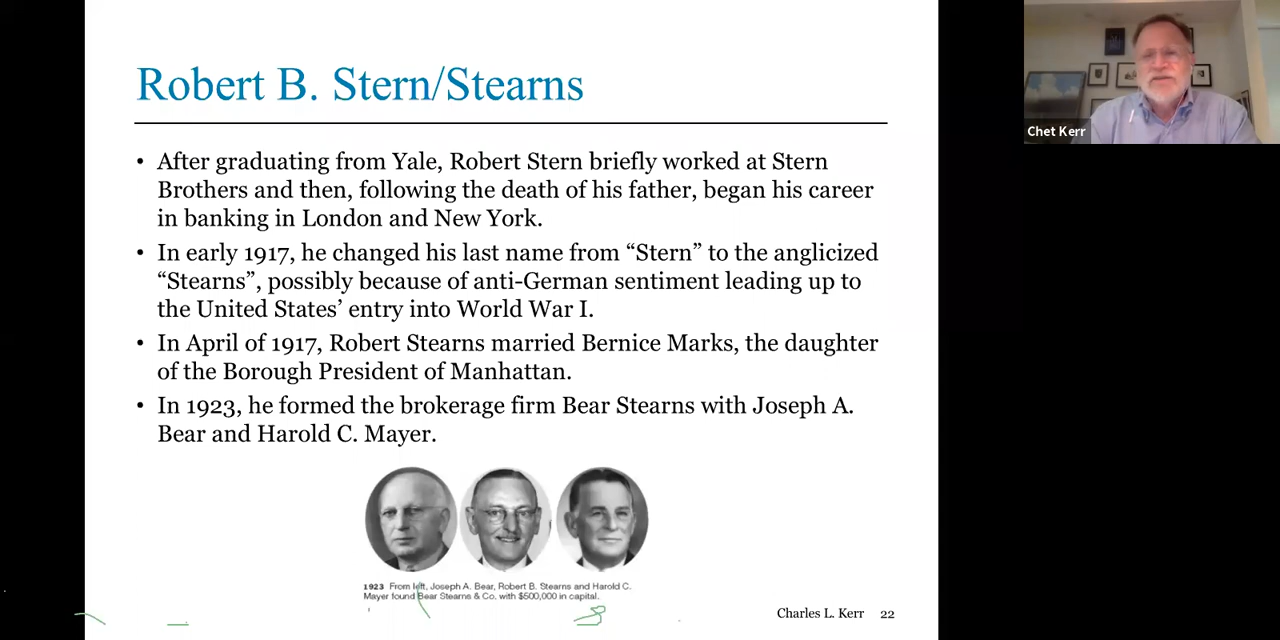 Robert B. Stern/Stearns
• After graduating from Yale, Robert Stern briefly worked at Stern
Brothers and then, following the death of his father, began his career
in banking in London and New York.
• In early 1917, he changed his last name from “Stern” to the anglicized
“Stearns”, possibly because of anti-German sentiment leading up to
the United States’ entry into World War I.
• In April of 1917, Robert Stearns married Bernice Marks, the daughter
of the Borough President of Manhattan.
• In 1923, he formed the brokerage firm Bear Stearns with Joseph A.
Bear and Harold C. Mayer.
1923 From left, Joseph A. Bear, Robert B. Stearns and Harold C.
Mayer found Bear Stearns & Co. with $500,000 in capital.
Charles L. Kerr 22
Chet Kerr